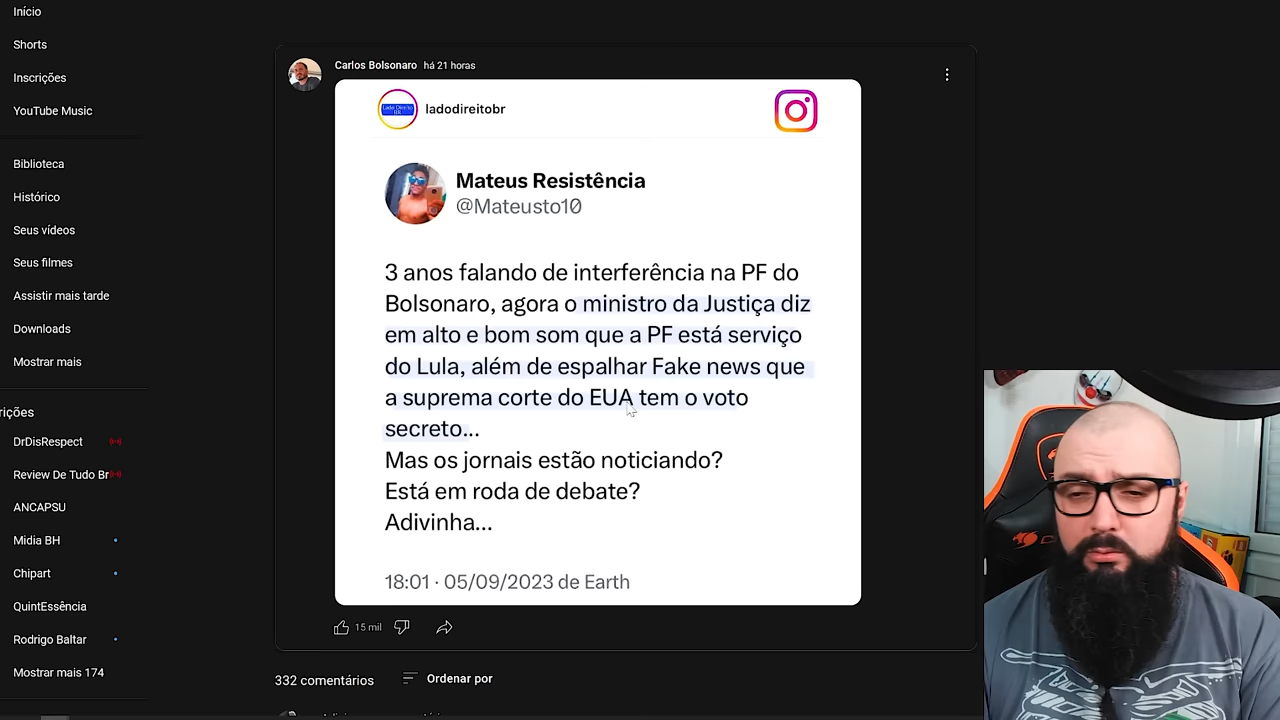 Início
Shorts
Inscrições
YouTube Music
Biblioteca
Histórico
Seus vídeos
Seus filmes
Assistir mais tarde
Downloads
Mostrar mais
rições
DrDisRespect
Review De Tudo Br
ANCAPSU
Midia BH
Chipart
QuintEssência
Rodrigo Baltar
Mostrar mais 174
Carlos Bolsonaro há 21 horas
Lado Direito BR
ladodireitobr
Mateus Resistência
@Mateusto10
3 anos falando de interferência na PF do
Bolsonaro, agora o ministro da Justiça diz
em alto e bom som que a PF está serviço
do Lula, além de espalhar Fake news que
a suprema corte do EUA tem o voto
secreto...
Mas os jornais estão noticiando?
Está em roda de debate?
Adivinha...
18:01 · 05/09/2023 de Earth
15 mil
332 comentários
Ordenar por